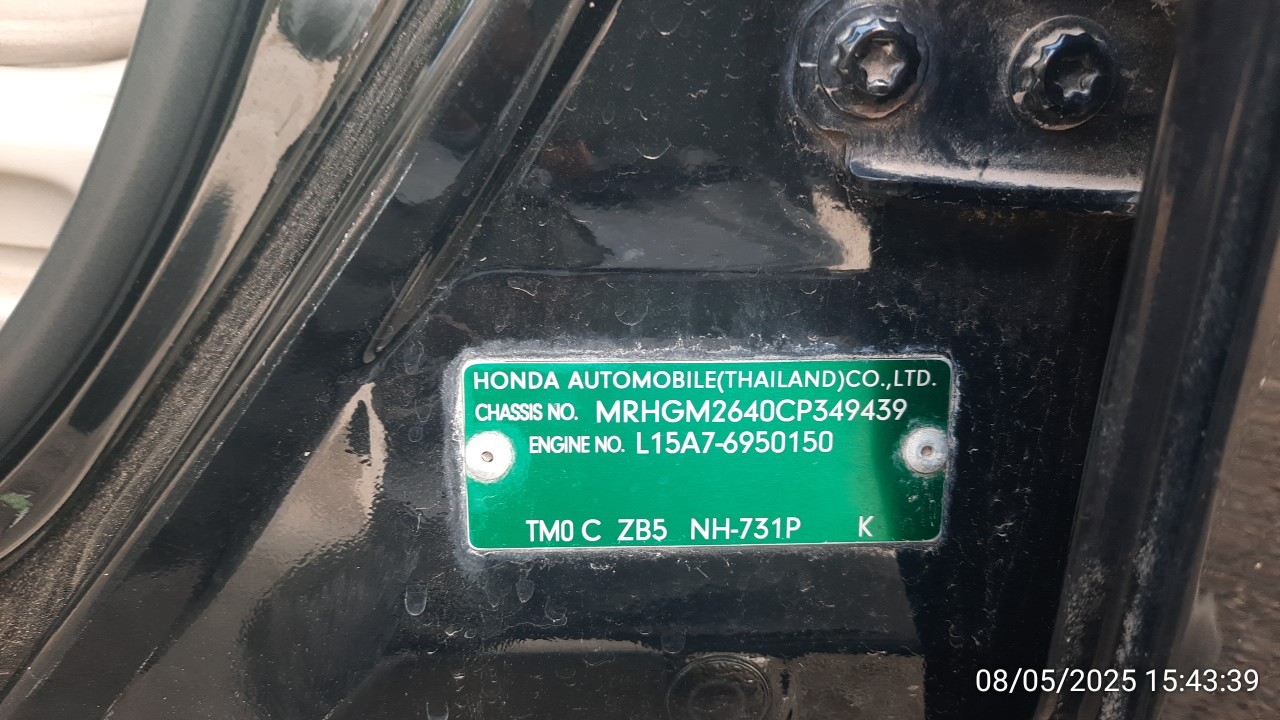 HONDA AUTOMOBILE(THAILAND)CO.,LTD.
CHASSIS NO. MRHGM2640CP349439
ENGINE NO. L15A7-6950150
TM0 C ZB5 NH-731P K
08/05/2025 15:43:39